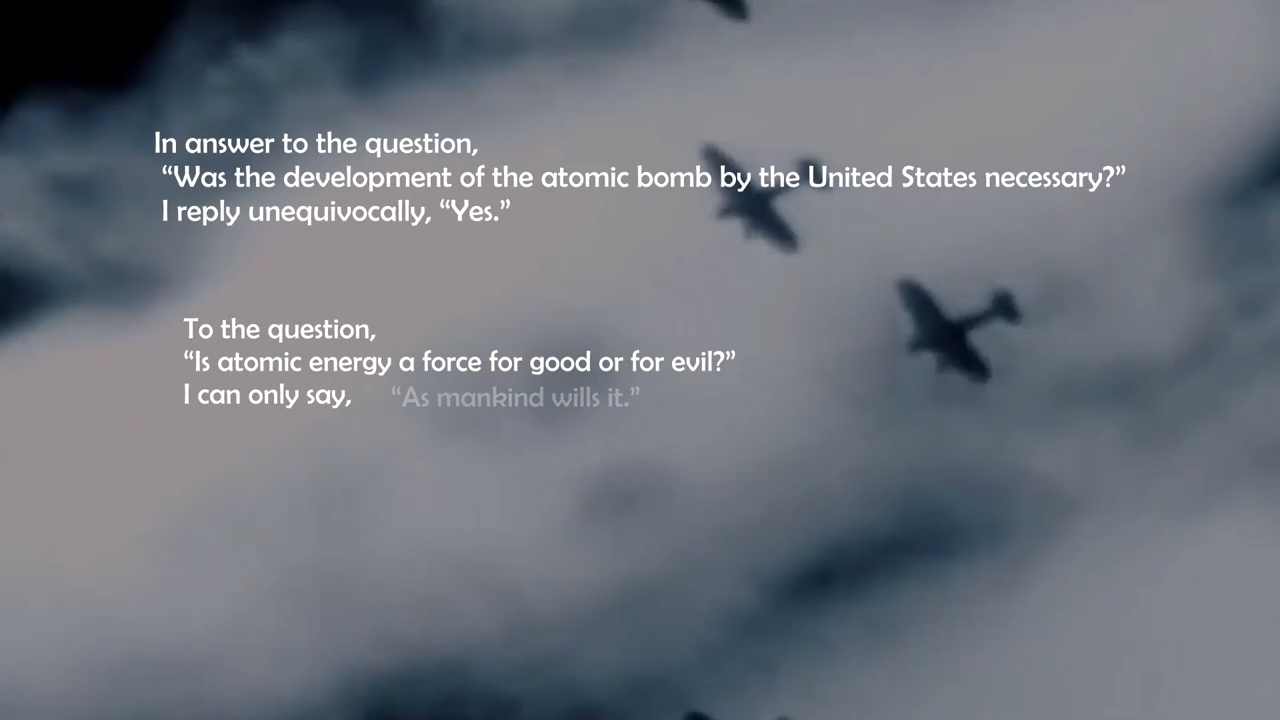 In answer to the question,
“Was the development of the atomic bomb by the United States necessary?”
I reply unequivocally, “Yes.”
To the question,
“Is atomic energy a force for good or for evil?”
I can only say, “As mankind wills it.”